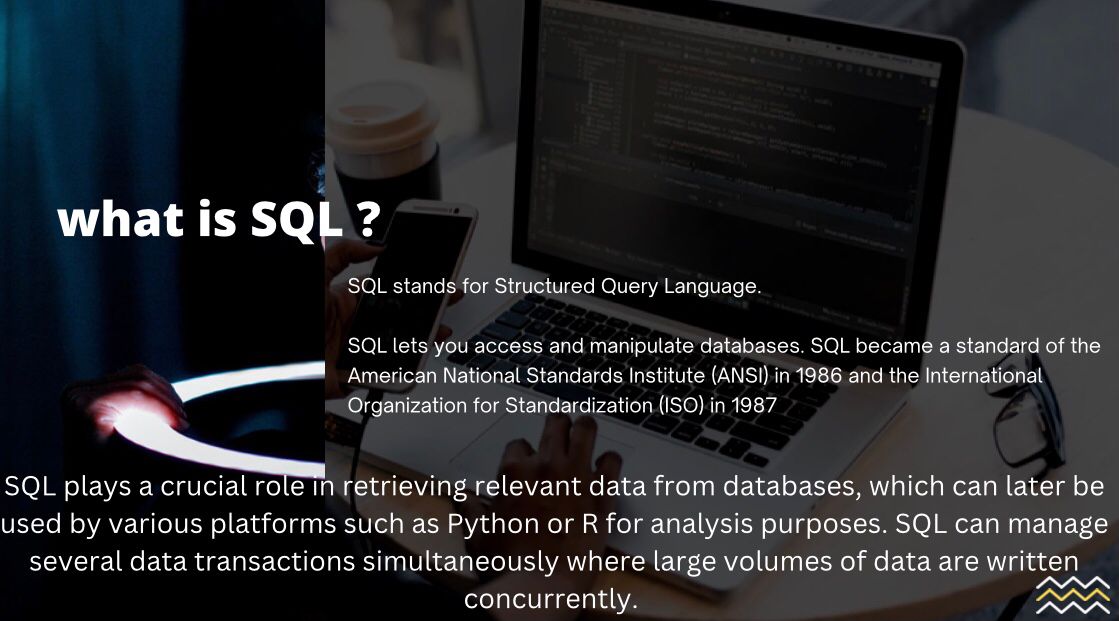 what is SQL ?
SQL stands for Structured Query Language.
SQL lets you access and manipulate databases. SQL became a standard of the
American National Standards Institute (ANSI) in 1986 and the International
Organization for Standardization (ISO) in 1987
SQL plays a crucial role in retrieving relevant data from databases, which can later be
used by various platforms such as Python or R for analysis purposes. SQL can manage
several data transactions simultaneously where large volumes of data are written
concurrently.